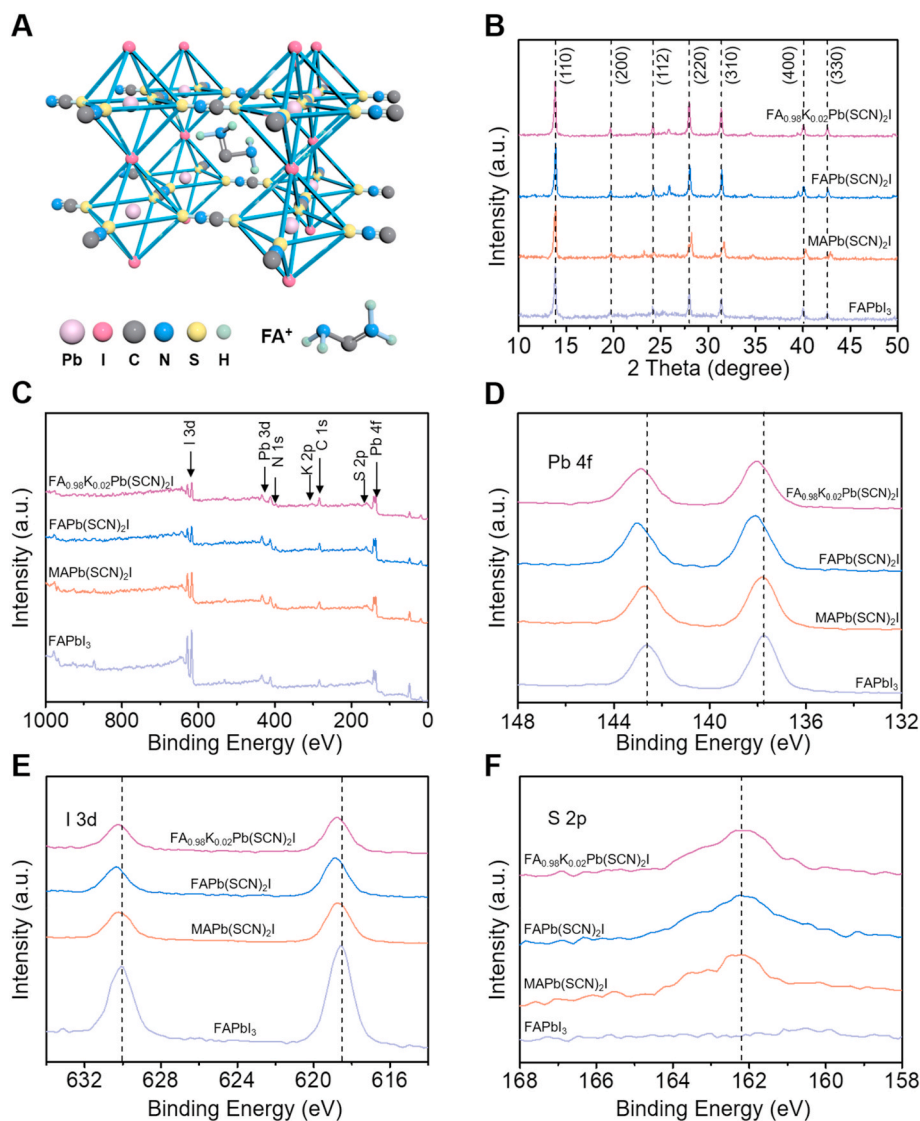 A
Pb I C N S H
FA⁺
B
Intensity (a.u.)
(110) (200) (112) (220) (310) (400) (330)
FA₀.₉₈K₀.₀₂Pb(SCN)₂I
FAPb(SCN)₂I
MAPb(SCN)₂I
FAPbI₃
10 15 20 25 30 35 40 45 50
2 Theta (degree)
C
Intensity (a.u.)
I 3d Pb 3d N 1s K 2p C 1s S 2p Pb 4f
FA₀.₉₈K₀.₀₂Pb(SCN)₂I
FAPb(SCN)₂I
MAPb(SCN)₂I
FAPbI₃
1000 800 600 400 200 0
Binding Energy (eV)
D
Intensity (a.u.)
Pb 4f
FA₀.₉₈K₀.₀₂Pb(SCN)₂I
FAPb(SCN)₂I
MAPb(SCN)₂I
FAPbI₃
148 144 140 136 132
Binding Energy (eV)
E
Intensity (a.u.)
I 3d
FA₀.₉₈K₀.₀₂Pb(SCN)₂I
FAPb(SCN)₂I
MAPb(SCN)₂I
FAPbI₃
632 628 624 620 616
Binding Energy (eV)
F
Intensity (a.u.)
S 2p
FA₀.₉₈K₀.₀₂Pb(SCN)₂I
FAPb(SCN)₂I
MAPb(SCN)₂I
FAPbI₃
168 166 164 162 160 158
Binding Energy (eV)